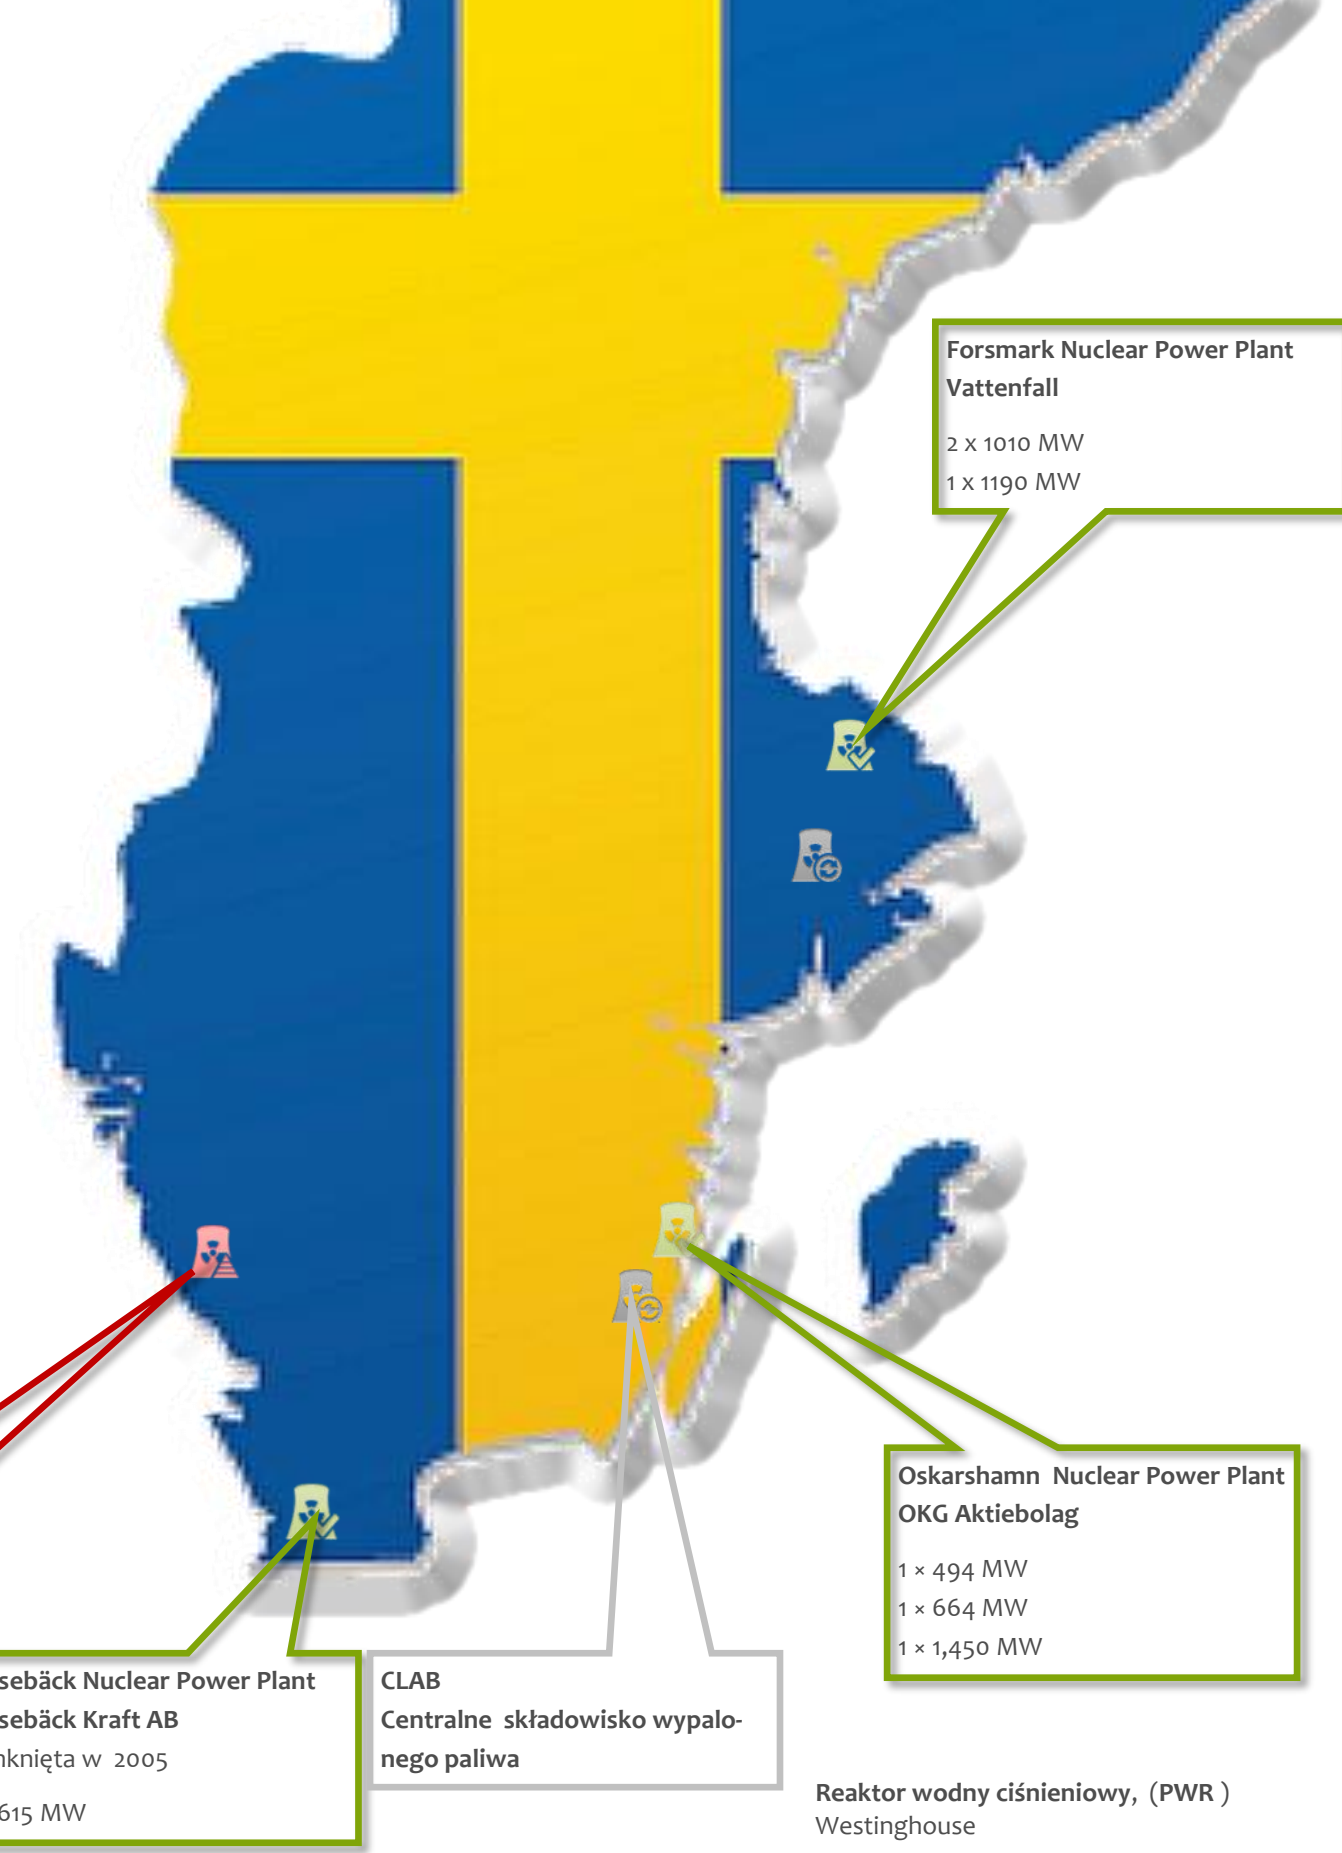 Forsmark Nuclear Power Plant
Vattenfall
2 x 1010 MW
1 x 1190 MW
Oskarshamn Nuclear Power Plant
OKG Aktiebolag
1 × 494 MW
1 × 664 MW
1 × 1,450 MW
sebäck Nuclear Power Plant
sebäck Kraft AB
knięta w 2005
615 MW
CLAB
Centralne składowisko wypalo-
nego paliwa
Reaktor wodny ciśnieniowy, (PWR )
Westinghouse